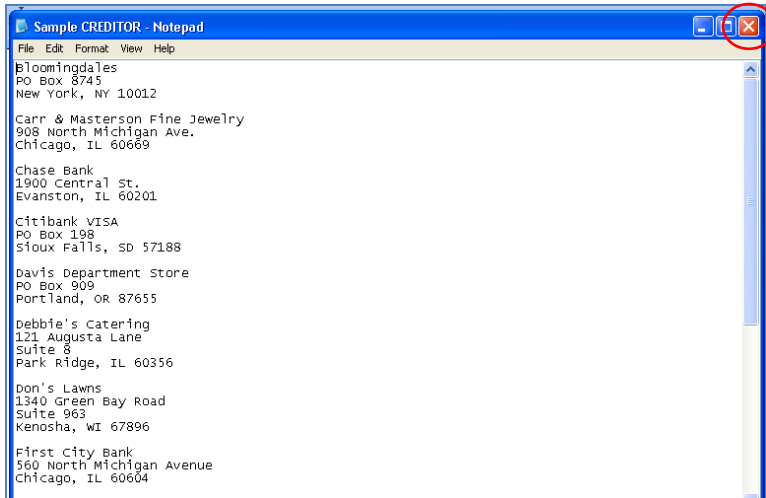 Sample CREDITOR - Notepad
File Edit Format View Help
Bloomingdales
PO Box 8745
New York, NY 10012
Carr & Masterson Fine Jewelry
908 North Michigan Ave.
Chicago, IL 60669
Chase Bank
1900 Central St.
Evanston, IL 60201
Citibank VISA
PO Box 198
Sioux Falls, SD 57188
Davis Department Store
PO Box 909
Portland, OR 87655
Debbie's Catering
121 Augusta Lane
Suite 8
Park Ridge, IL 60356
Don's Lawns
1340 Green Bay Road
Suite 963
Kenosha, WI 67896
First City Bank
560 North Michigan Avenue
Chicago, IL 60604